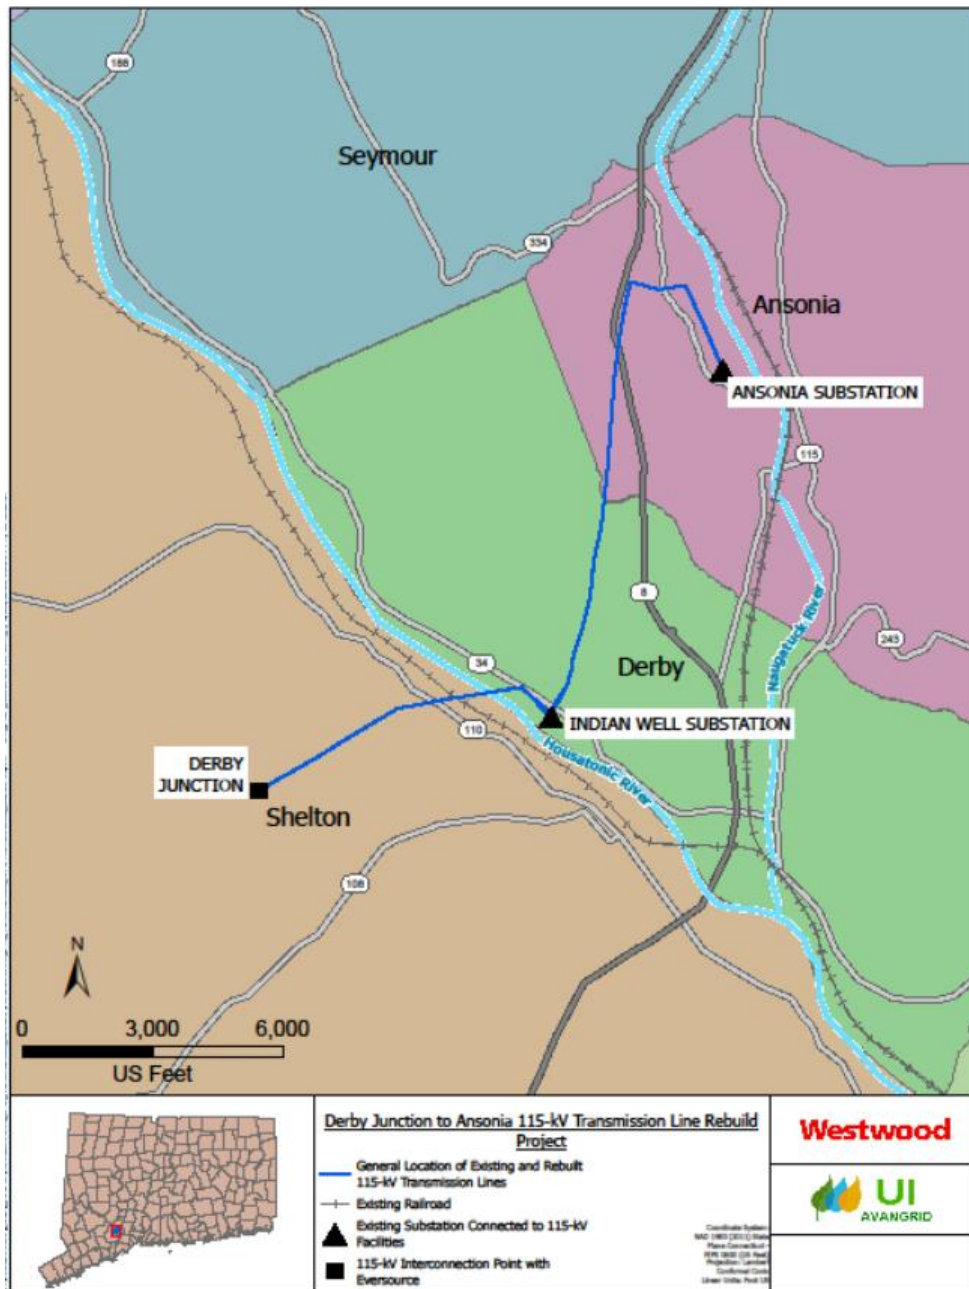 188
Seymour
334
Ansonia
ANSONIA SUBSTATION
115
8
Naugatuck River
243
34
Derby
INDIAN WELL SUBSTATION
110
DERBY
JUNCTION
Housatonic River
Shelton
108
N
0 3,000 6,000
US Feet
Derby Junction to Ansonia 115-kV Transmission Line Rebuild
Project
General Location of Existing and Rebuilt
115-kV Transmission Lines
Existing Railroad
Existing Substation Connected to 115-kV
Facilities
115-kV Interconnection Point with
Eversource
Coordinate System:
Westwood
UI
AVANGRID